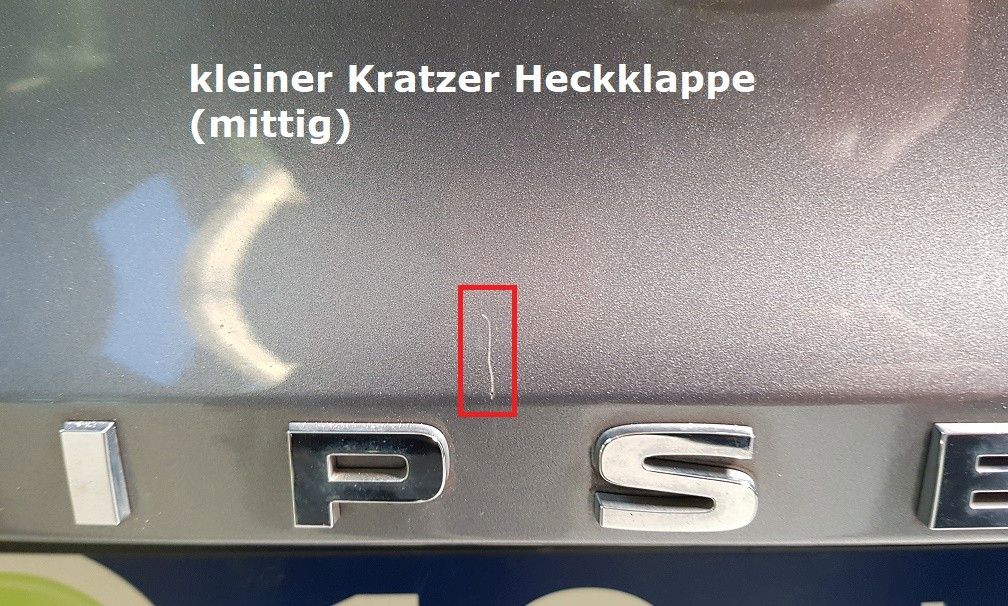 kleiner Kratzer Heckklappe
(mittig)
IPSE